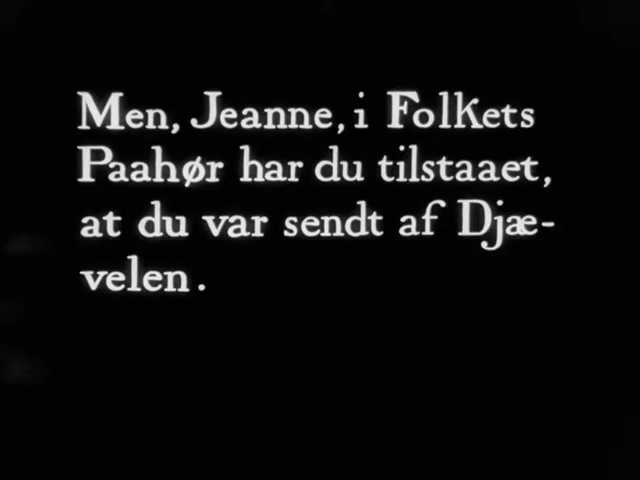 Men, Jeanne, i Folkets
Paahør har du tilstaaet,
at du var sendt af Djæ-
velen.